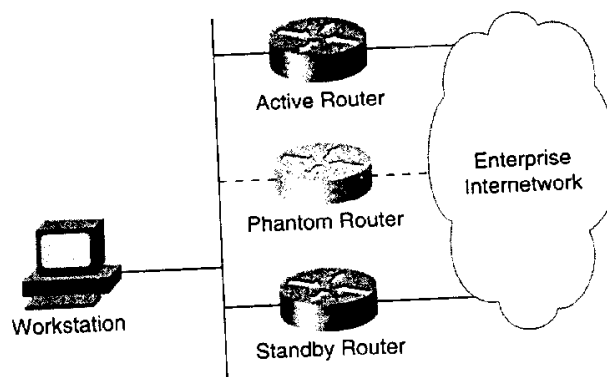 Active Router
Enterprise
Internetwork
Phantom Router
Workstation
Standby Router